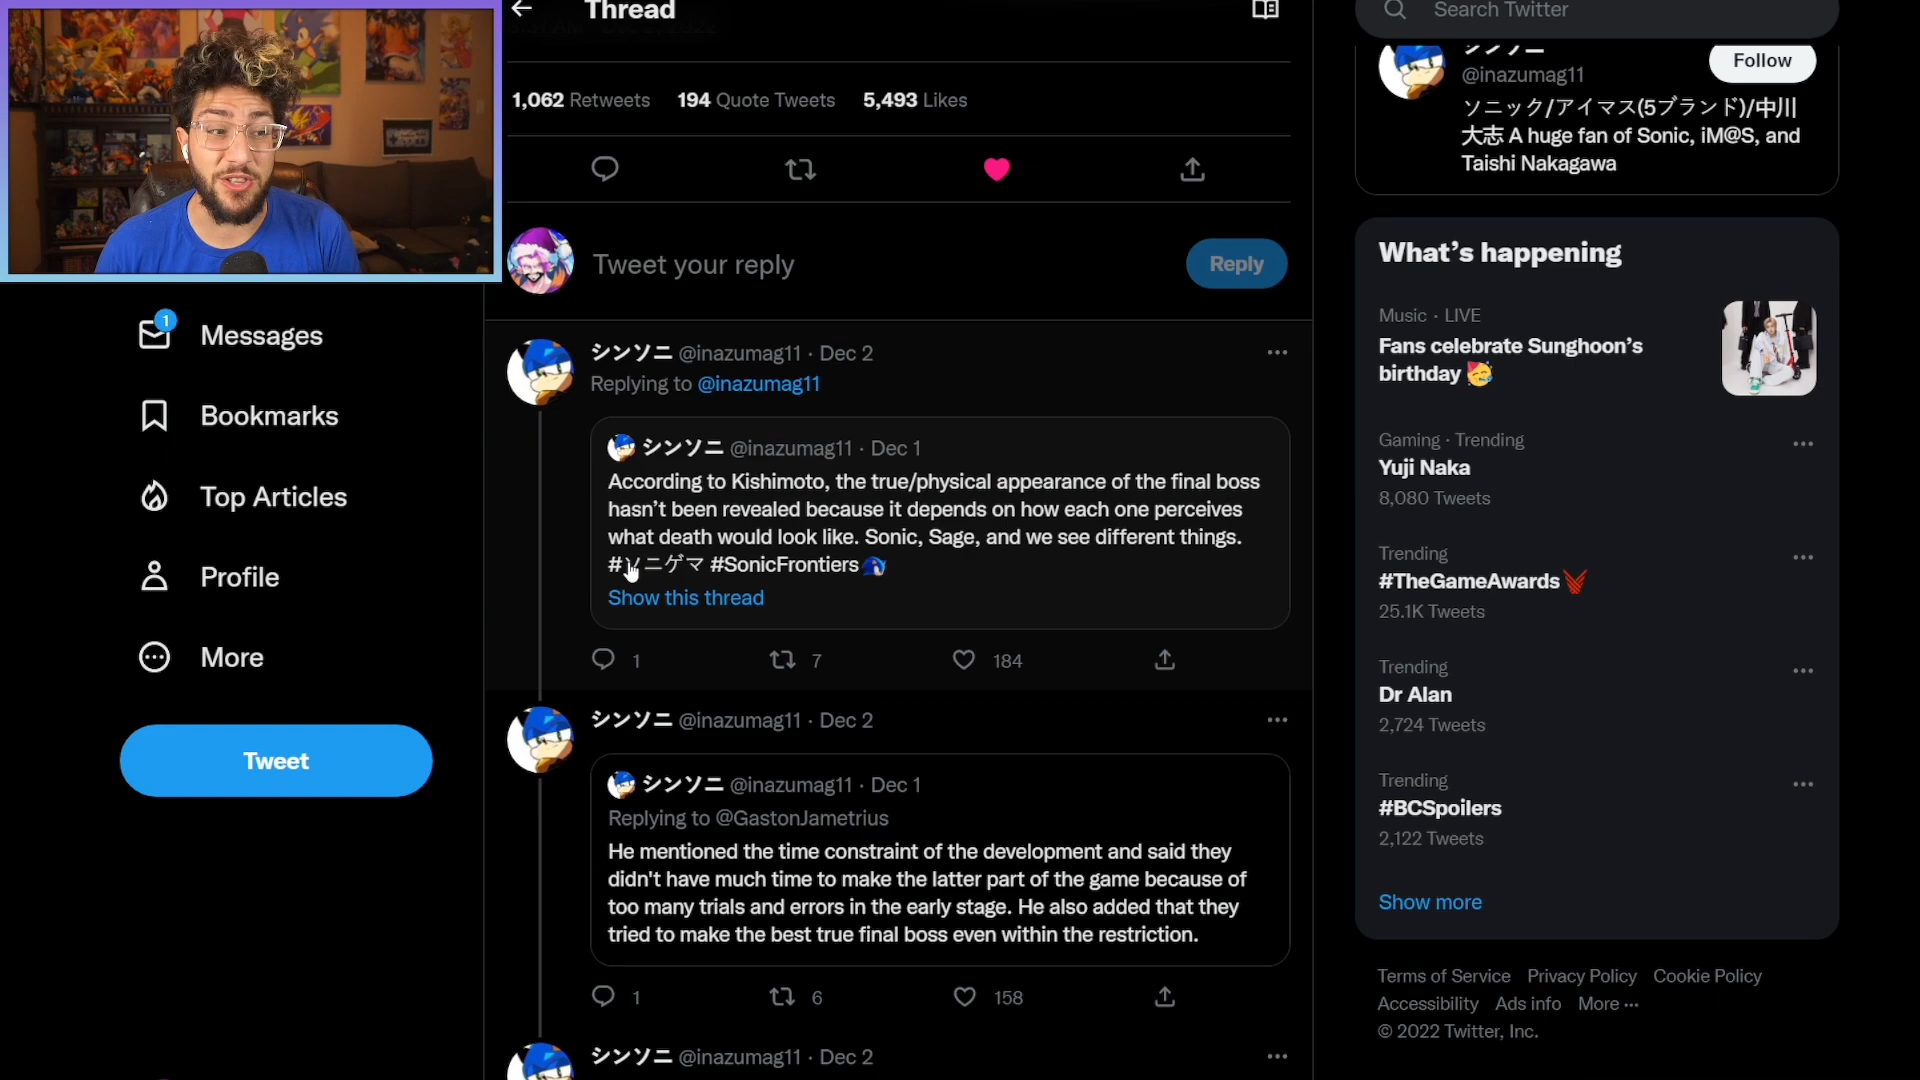 Thread
Search Twitter
1,062 Retweets 194 Quote Tweets 5,493 Likes
Tweet your reply
Reply
1
Messages
Bookmarks
Top Articles
Profile
More
Tweet
シンソニ @inazumag11 · Dec 2
Replying to @inazumag11
シンソニ @inazumag11 · Dec 1
According to Kishimoto, the true/physical appearance of the final boss
hasn't been revealed because it depends on how each one perceives
what death would look like. Sonic, Sage, and we see different things.
#ソニゲマ #SonicFrontiers
Show this thread
1 7 184
シンソニ @inazumag11 · Dec 2
シンソニ @inazumag11 · Dec 1
Replying to @GastonJametrius
He mentioned the time constraint of the development and said they
didn't have much time to make the latter part of the game because of
too many trials and errors in the early stage. He also added that they
tried to make the best true final boss even within the restriction.
1 6 158
シンソニ @inazumag11 · Dec 2
シンソニ
@inazumag11
Follow
ソニック/アイマス(5ブランド)/中川
大志 A huge fan of Sonic, iM@S, and
Taishi Nakagawa
What's happening
Music · LIVE
Fans celebrate Sunghoon's
birthday
Gaming · Trending
Yuji Naka
8,080 Tweets
Trending
#TheGameAwards
25.1K Tweets
Trending
Dr Alan
2,724 Tweets
Trending
#BCSpoilers
2,122 Tweets
Show more
Terms of Service Privacy Policy Cookie Policy
Accessibility Ads info More ···
© 2022 Twitter, Inc.